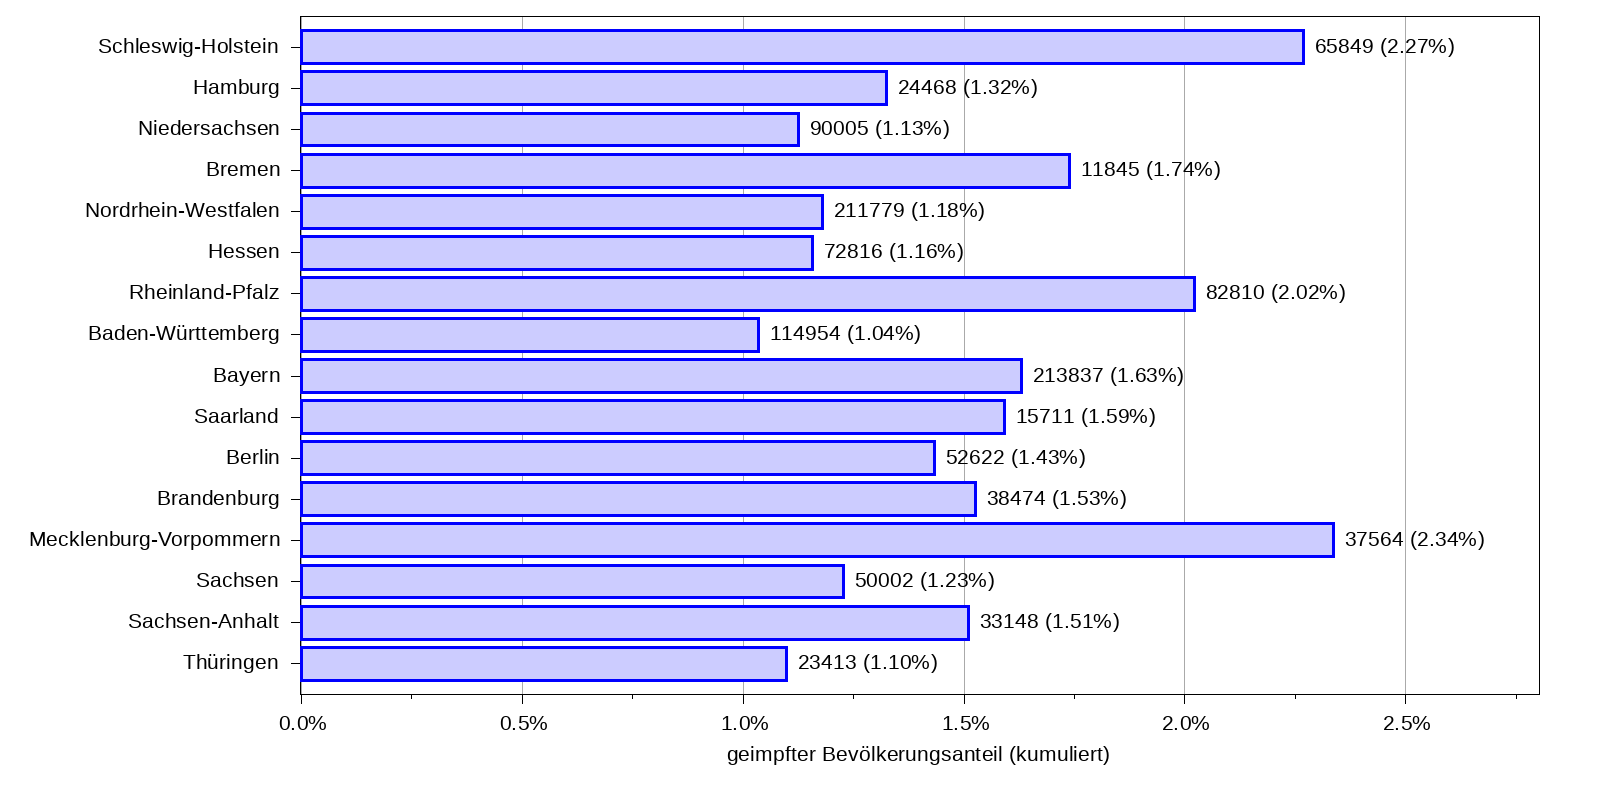 Schleswig-Holstein 65849 (2.27%)
Hamburg 24468 (1.32%)
Niedersachsen 90005 (1.13%)
Bremen 11845 (1.74%)
Nordrhein-Westfalen 211779 (1.18%)
Hessen 72816 (1.16%)
Rheinland-Pfalz 82810 (2.02%)
Baden-Württemberg 114954 (1.04%)
Bayern 213837 (1.63%)
Saarland 15711 (1.59%)
Berlin 52622 (1.43%)
Brandenburg 38474 (1.53%)
Mecklenburg-Vorpommern 37564 (2.34%)
Sachsen 50002 (1.23%)
Sachsen-Anhalt 33148 (1.51%)
Thüringen 23413 (1.10%)
0.0% 0.5% 1.0% 1.5% 2.0% 2.5%
geimpfter Bevölkerungsanteil (kumuliert)